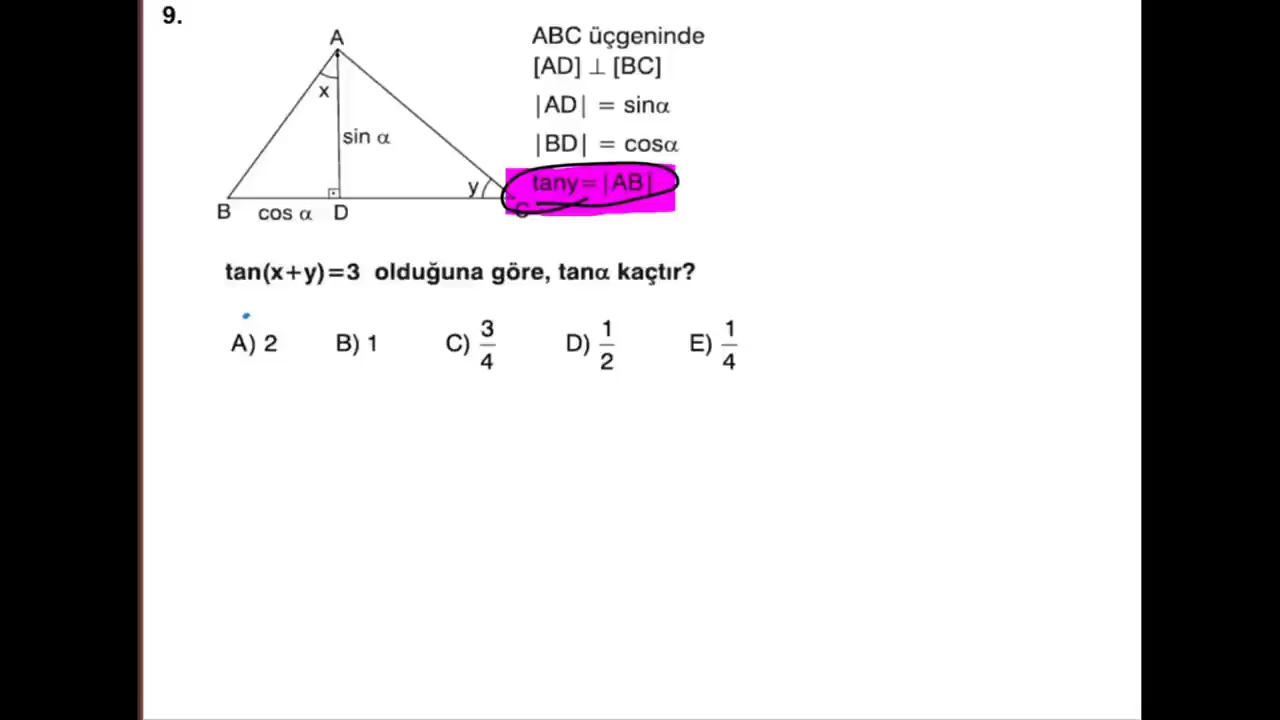 9.
A
x
sin α
y
B
cos α
D
C
ABC üçgeninde
[AD] ⊥ [BC]
|AD| = sinα
|BD| = cosα
tany= |AB|
tan(x+y)=3 olduğuna göre, tanα kaçtır?
A) 2 B) 1 C) 3/4 D) 1/2 E) 1/4